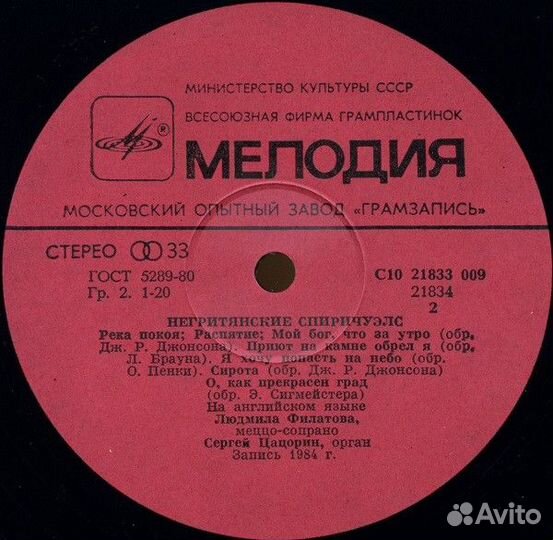 МИНИСТЕРСТВО КУЛЬТУРЫ СССР
ВСЕСОЮЗНАЯ ФИРМА ГРАМПЛАСТИНОК
®
МЕЛОДИЯ
МОСКОВСКИЙ ОПЫТНЫЙ ЗАВОД «ГРАМЗАПИСЬ»
СТЕРЕО 33
ГОСТ 5289-80 С10 21833 009
Гр. 2. 1-20 21834
2
НЕГРИТЯНСКИЕ СПИРИЧУЭЛС
Река покоя; Распятие; Мой бог, что за утро (обр.
Дж. Р. Джонсона). Приют на камне обрел я (обр.
Л. Брауна). Я хочу попасть на небо (обр.
О. Пенки). Сирота (обр. Дж. Р. Джонсона)
О, как прекрасен град
(обр. Э. Сигмейстера)
На английском языке
Людмила Филатова,
меццо-сопрано
Сергей Цацорин, орган
Запись 1984 г.
Avito